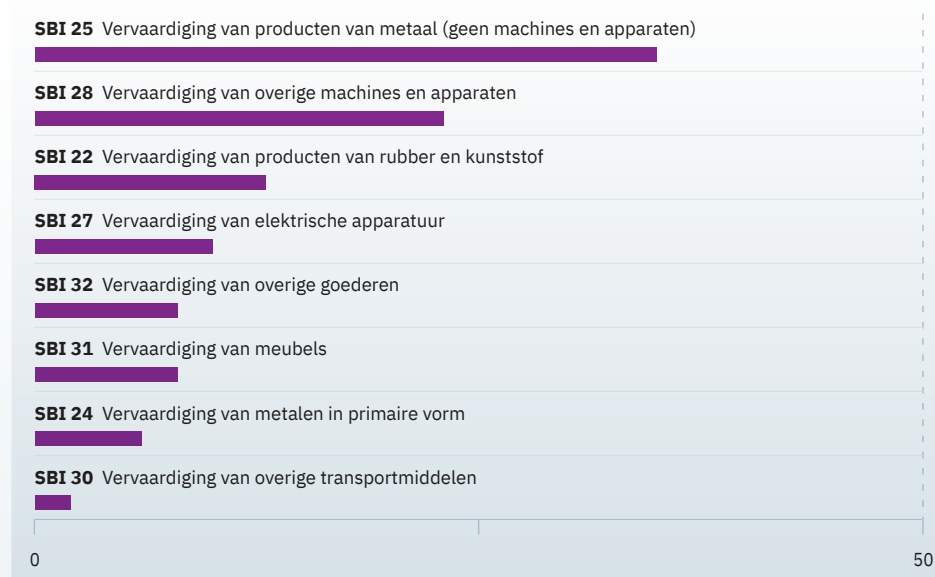 SBI 25 Vervaardiging van producten van metaal (geen machines en apparaten)
SBI 28 Vervaardiging van overige machines en apparaten
SBI 22 Vervaardiging van producten van rubber en kunststof
SBI 27 Vervaardiging van elektrische apparatuur
SBI 32 Vervaardiging van overige goederen
SBI 31 Vervaardiging van meubels
SBI 24 Vervaardiging van metalen in primaire vorm
SBI 30 Vervaardiging van overige transportmiddelen
0 50